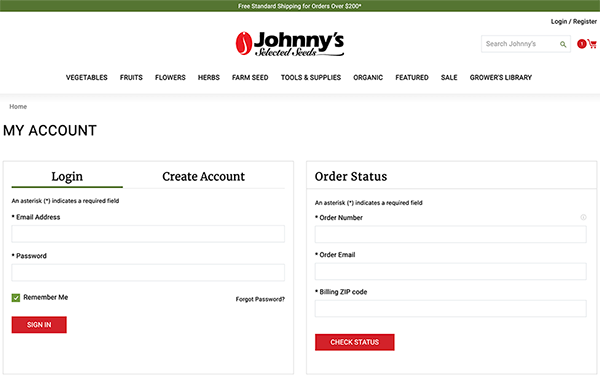 Free Standard Shipping for Orders Over $200*
Login / Register
Johnny's
Selected Seeds
Search Johnny's
1
VEGETABLES FRUITS FLOWERS HERBS FARM SEED TOOLS & SUPPLIES ORGANIC FEATURED SALE GROWER'S LIBRARY
Home
MY ACCOUNT
Login Create Account
An asterisk (*) indicates a required field
* Email Address
* Password
Remember Me Forgot Password?
SIGN IN
Order Status
An asterisk (*) indicates a required field
* Order Number
* Order Email
* Billing ZIP code
CHECK STATUS